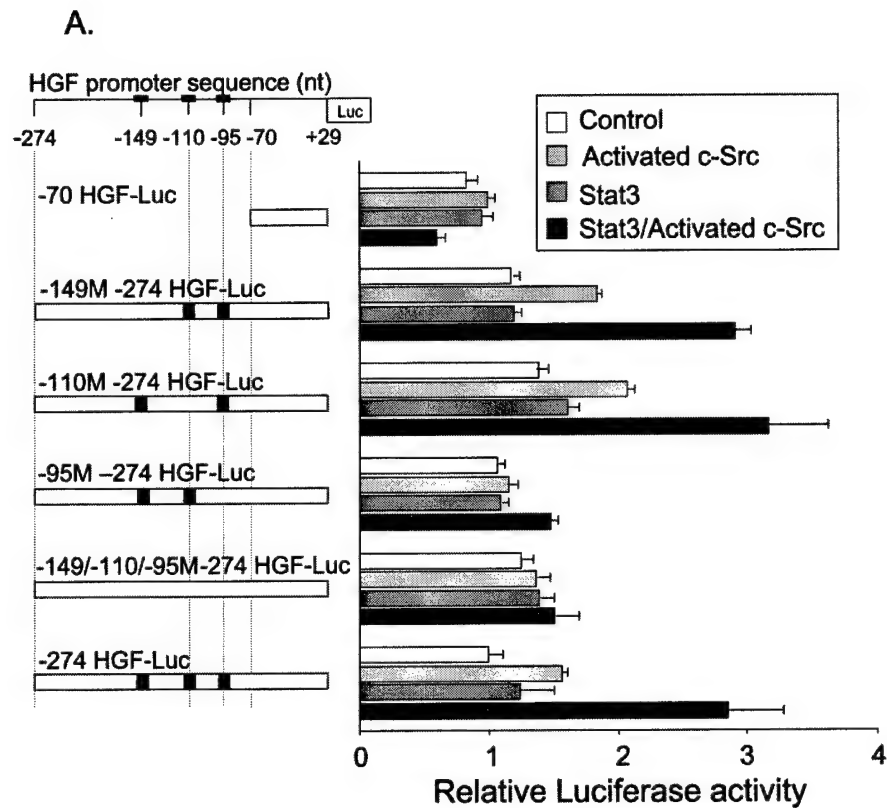 A.
HGF promoter sequence (nt)
Luc
-274 -149 -110 -95 -70 +29
Control
Activated c-Src
Stat3
Stat3/Activated c-Src
-70 HGF-Luc
-149M -274 HGF-Luc
-110M -274 HGF-Luc
-95M –274 HGF-Luc
-149/-110/-95M-274 HGF-Luc
-274 HGF-Luc
0 1 2 3 4
Relative Luciferase activity